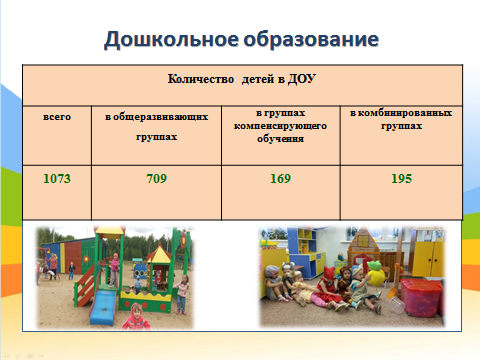 Дошкольное образование
Количество детей в ДОУ
всего
в общеразвивающих
группах
в группах
компенсирующего
обучения
в комбинированных
группах
1073
709
169
195